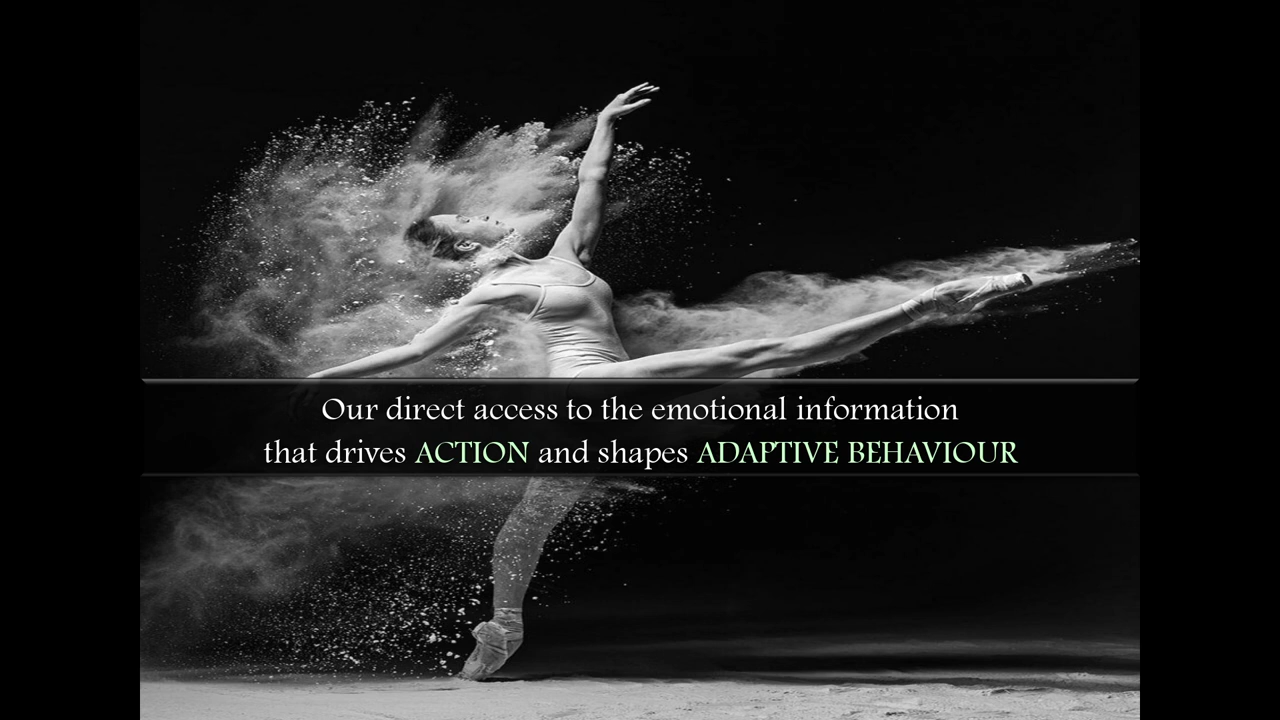 Our direct access to the emotional information
that drives ACTION and shapes ADAPTIVE BEHAVIOUR